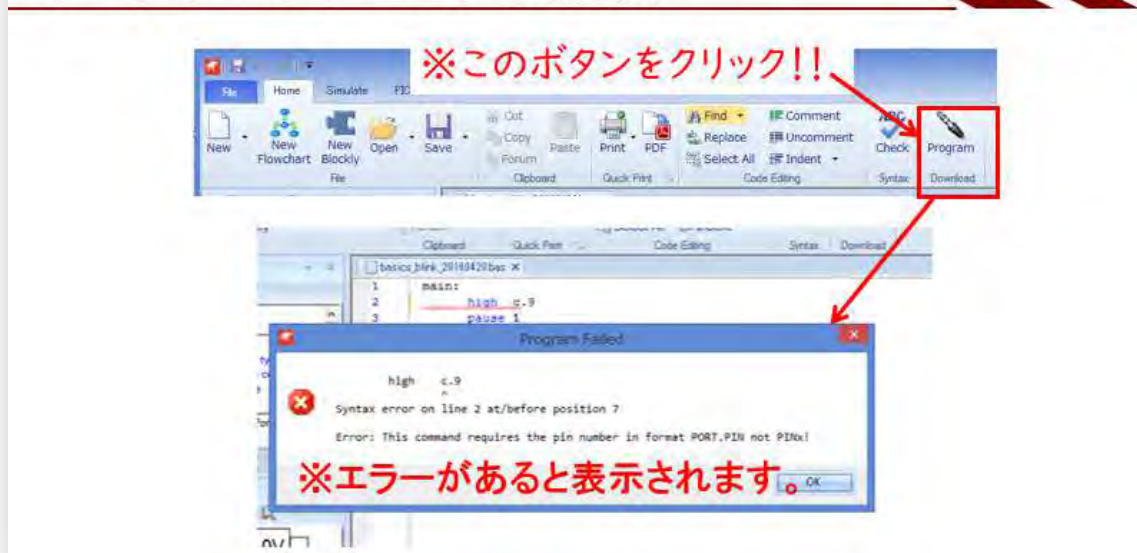 ※このボタンをクリック!!
File Home Simulate PIC
New New Flowchart New Blockly Open Save Cut Copy Forum Paste Print PDF Find Replace Select All Comment Uncomment Indent ABC Check Program
File Clipboard Quick Print Code Editing Syntax Download
Clipboard Quick Print Code Editing Syntax Download
basics_blink_20160420.bas ×
1 main:
2 high c.9
3 pause 1
Program Failed
high c.9
^
Syntax error on line 2 at/before position 7
Error: This command requires the pin number in format PORT.PIN not PINx!
※エラーがあると表示されます。
OK
0V